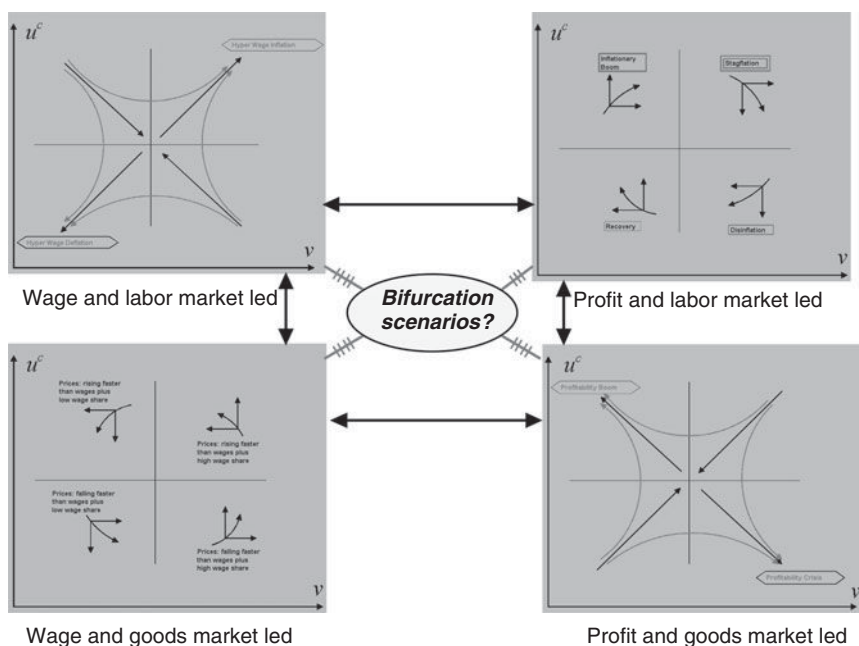 u^c
Hyper Wage Inflation
Hyper Wage Deflation
v
Wage and labor market led
u^c
Inflationary
Boom
Stagflation
Recovery
Disinflation
v
Profit and labor market led
Bifurcation
scenarios?
u^c
Prices: rising faster
than wages plus
low wage share
Prices: rising faster
than wages plus
high wage share
Prices: falling faster
than wages plus
low wage share
Prices: falling faster
than wages plus
high wage share
v
Wage and goods market led
u^c
Profitability Boom
Profitability Crisis
v
Profit and goods market led